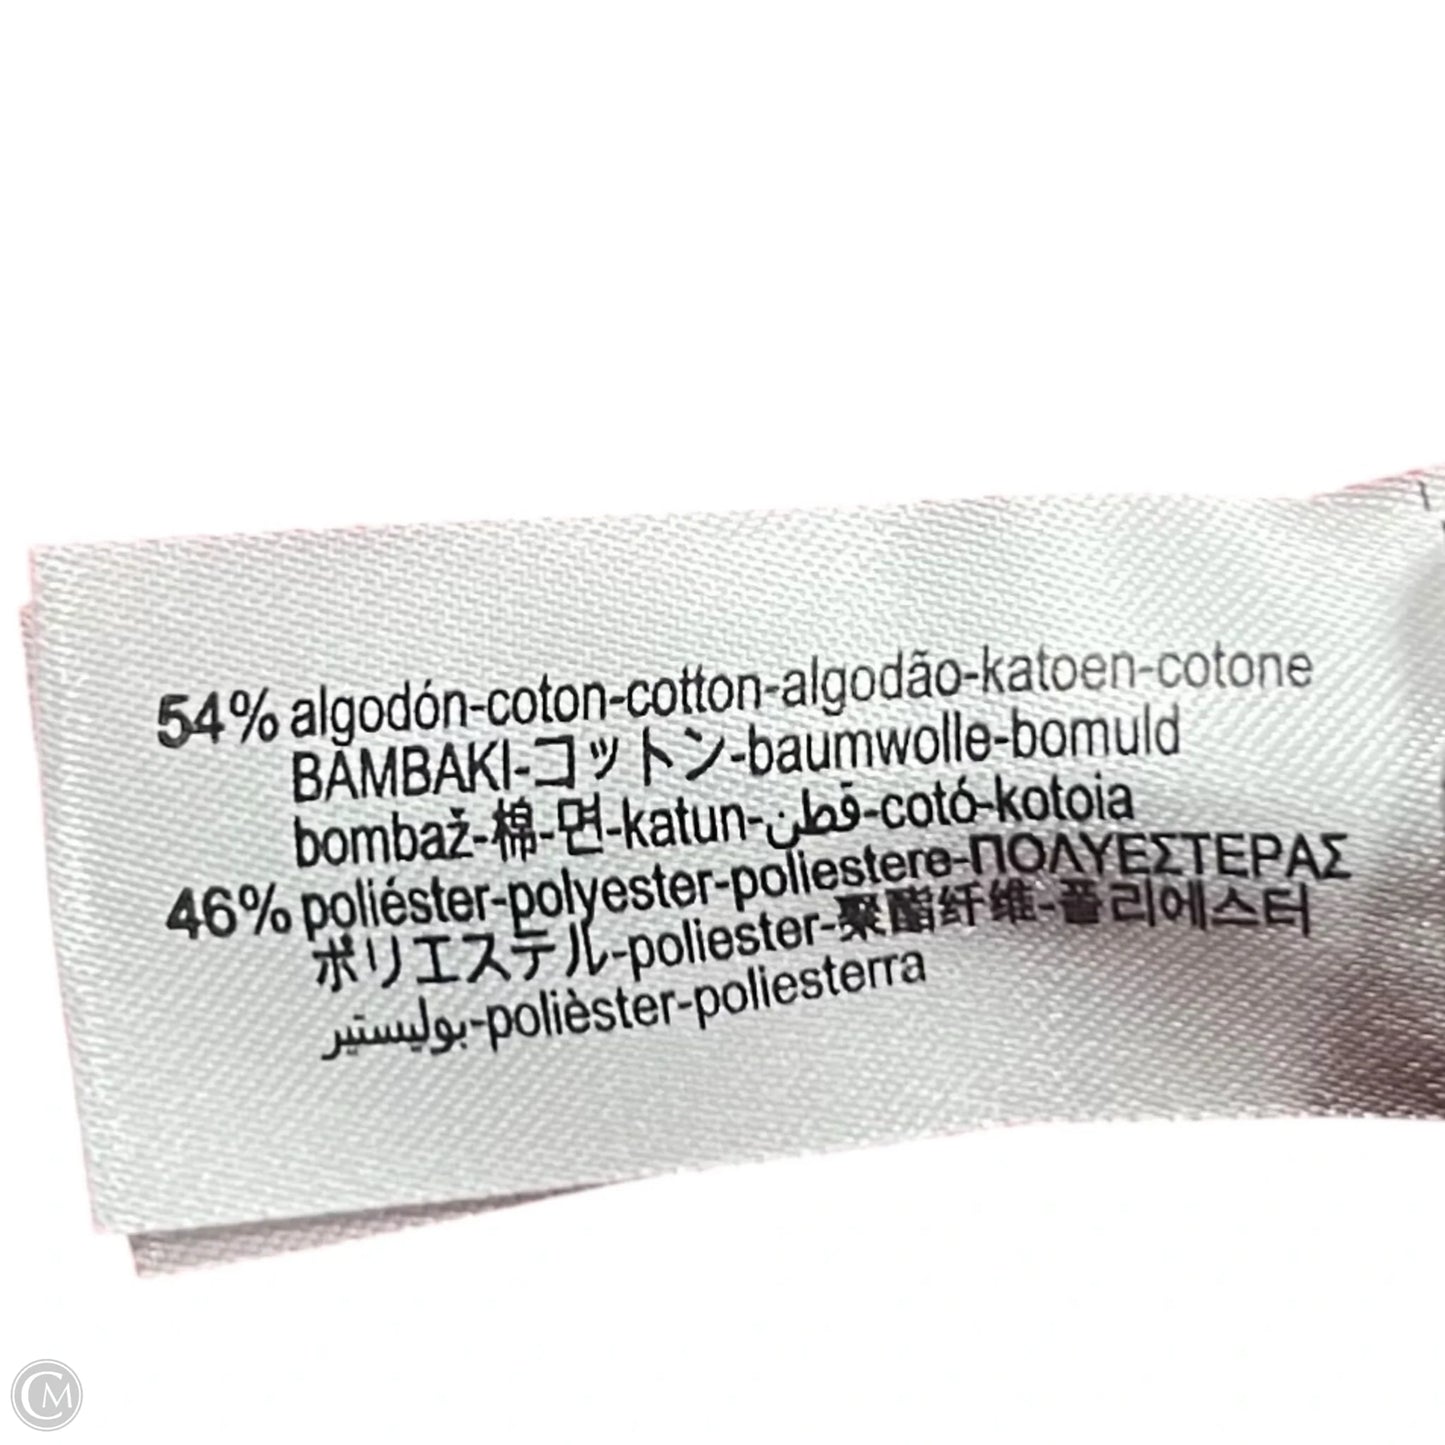 54% algodón-coton-cotton-algodão-katoen-cotone
BAMBAKI-コットン-baumwolle-bomuld
bombaž-棉-면-katun-قطن-cotó-kotoia
46% poliéster-polyester-poliestere-ΠΟΛΥΕΣΤΕΡΑΣ
ポリエステル-poliester-聚酯纤维-폴리에스터
بوليستير-polièster-poliesterra
CM